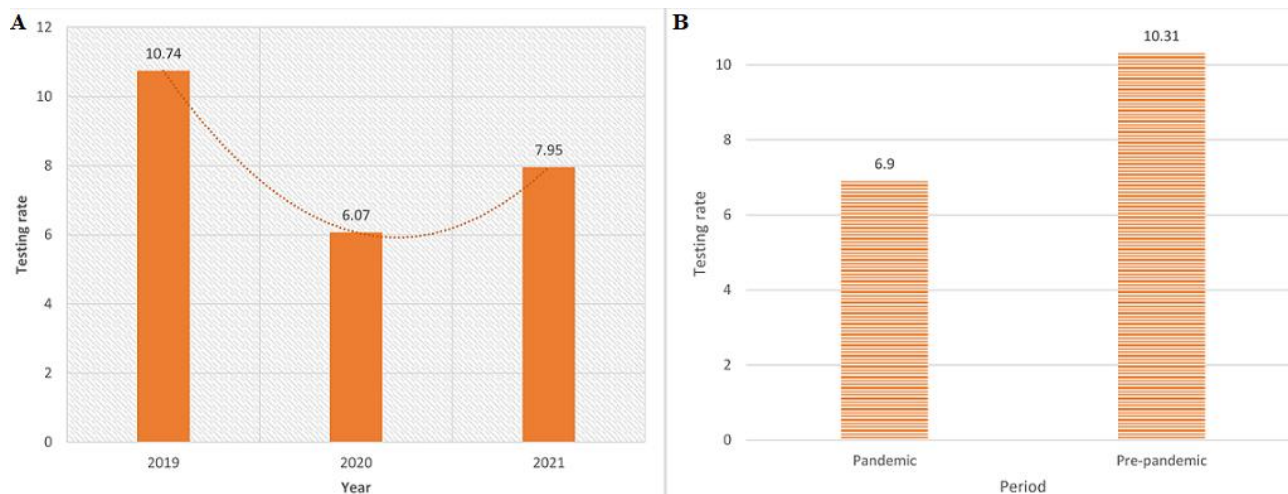 A
12
10
8
6
4
2
0
Testing rate
10.74
6.07
7.95
2019 2020 2021
Year
B
10
8
6
4
2
0
Testing rate
6.9
10.31
Pandemic Pre-pandemic
Period